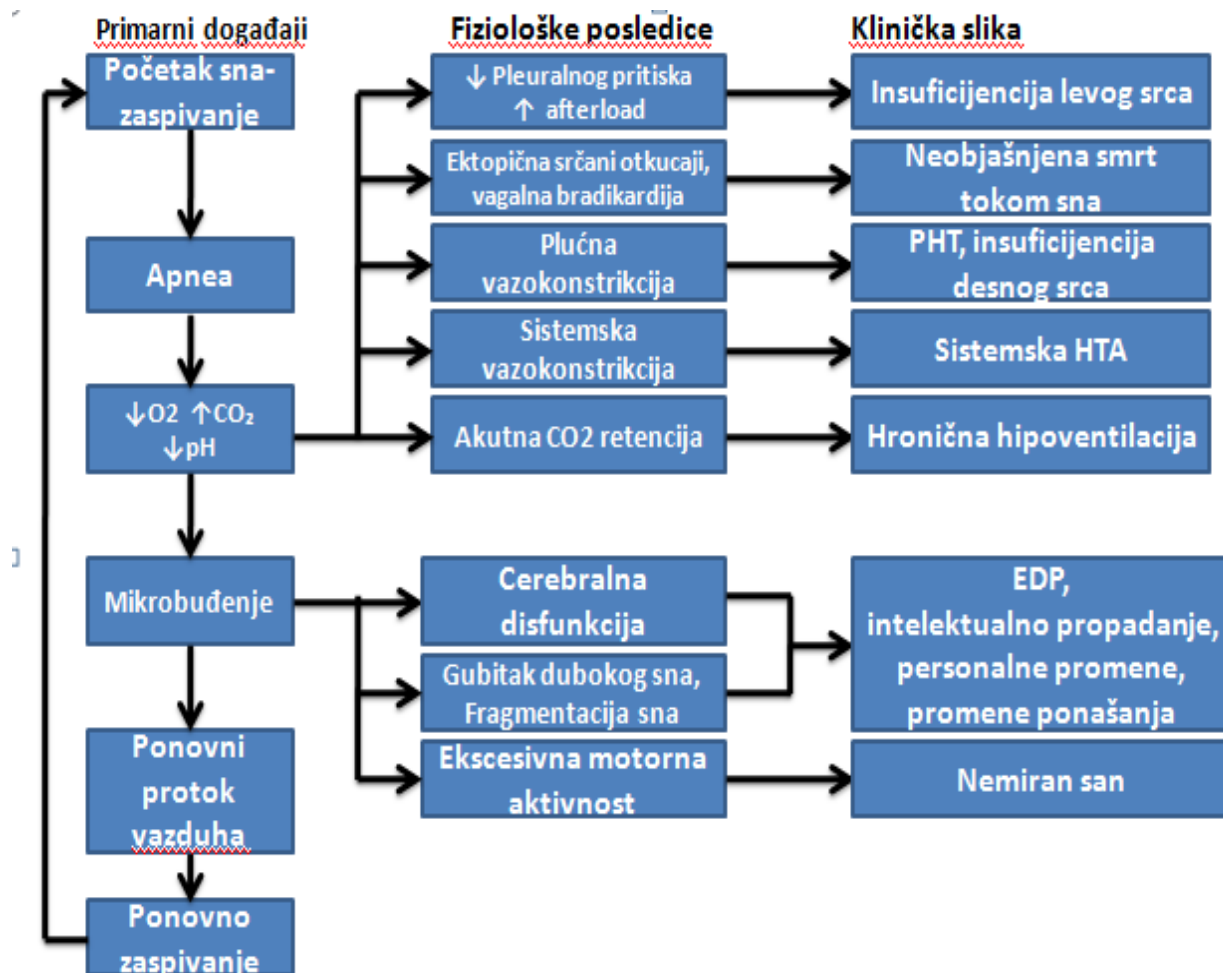 Primarni događaji
Fiziološke posledice
Klinička slika
Početak sna-
zaspivanje
↓ Pleuralnog pritiska
↑ afterload
Insuficijencija levog srca
Ektopična srčani otkucaji,
vagalna bradikardija
Neobjašnjena smrt
tokom sna
Apnea
Plućna
vazokonstrikcija
PHT, insuficijencija
desnog srca
Sistemska
vazokonstrikcija
Sistemska HTA
↓O2 ↑CO₂
↓pH
Akutna CO2 retencija
Hronična hipoventilacija
Mikrobuđenje
Cerebralna
disfunkcija
EDP,
intelektualno propadanje,
personalne promene,
promene ponašanja
Gubitak dubokog sna,
Fragmentacija sna
Ponovni
protok
vazduha
Ekscesivna motorna
aktivnost
Nemiran san
Ponovno
zaspivanje